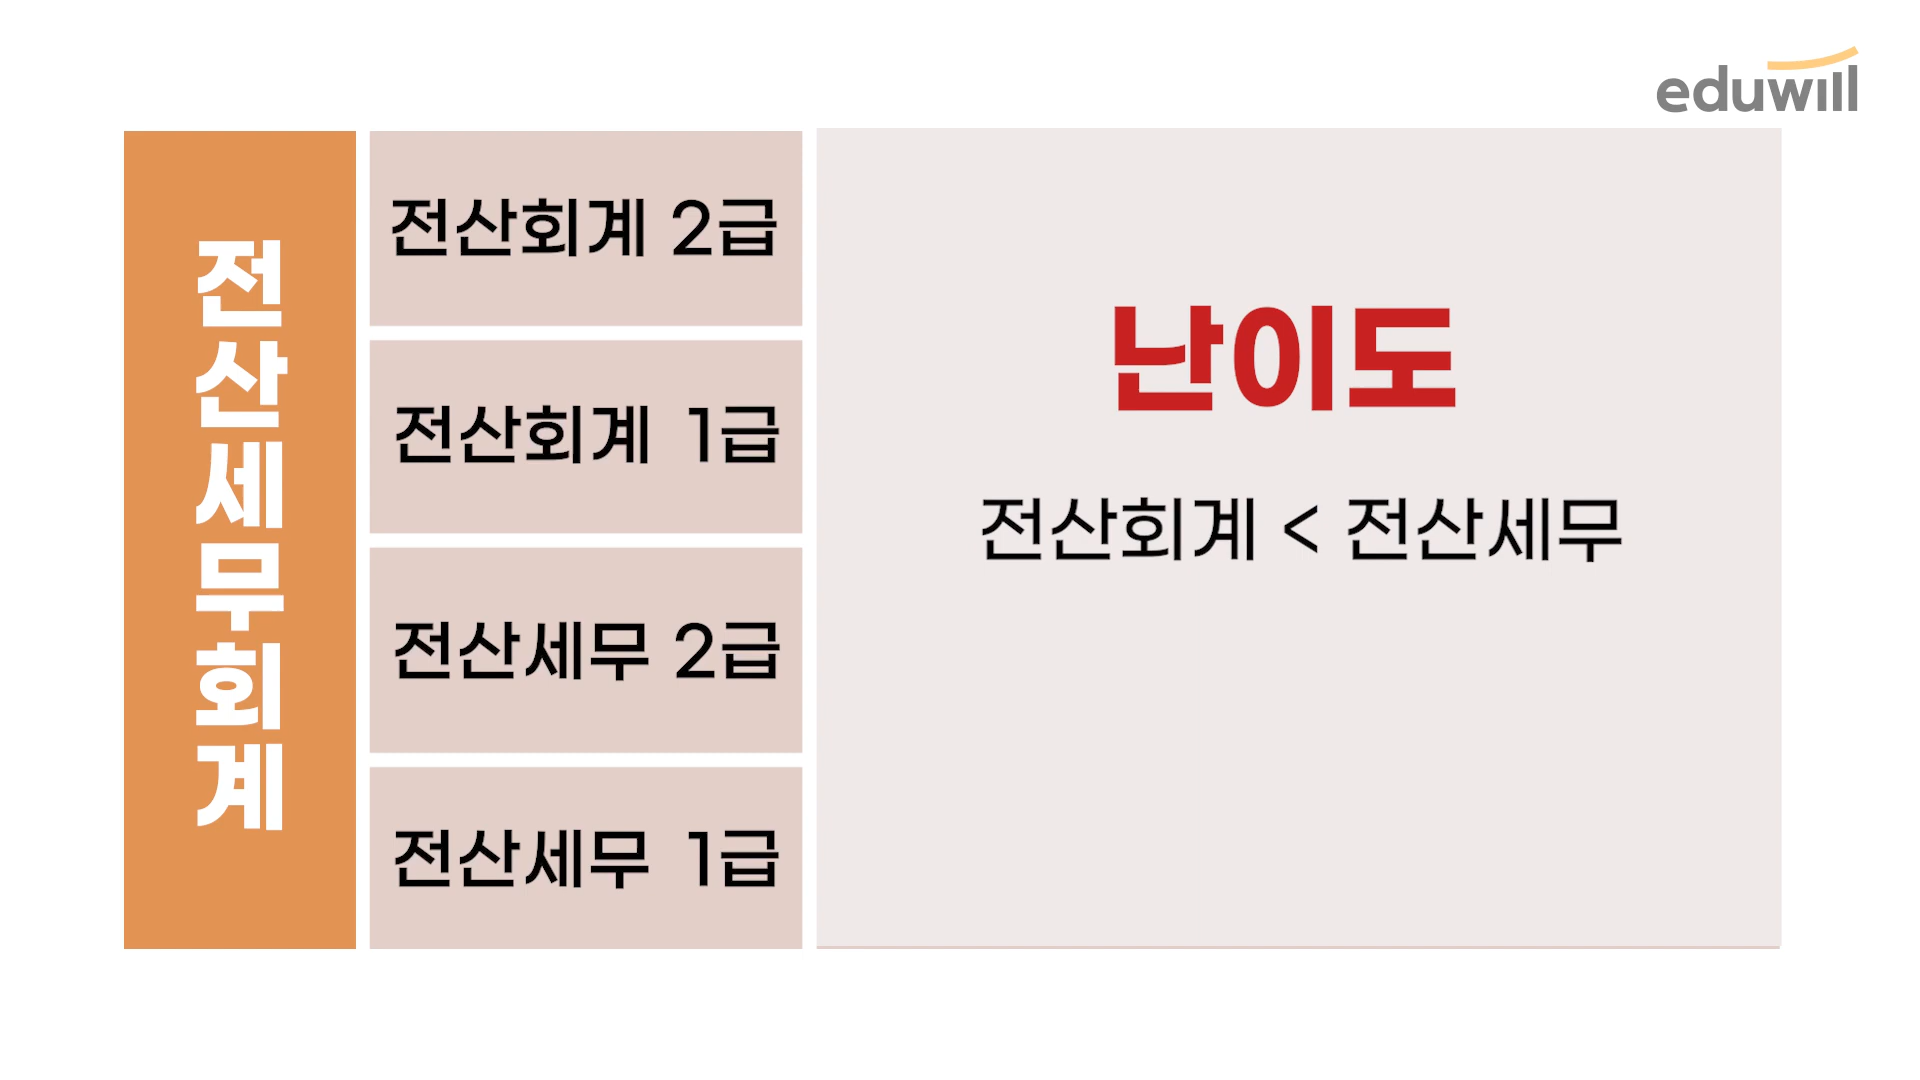 eduwill
전산세무회계
전산회계 2급
전산회계 1급
전산세무 2급
전산세무 1급
난이도
전산회계 < 전산세무